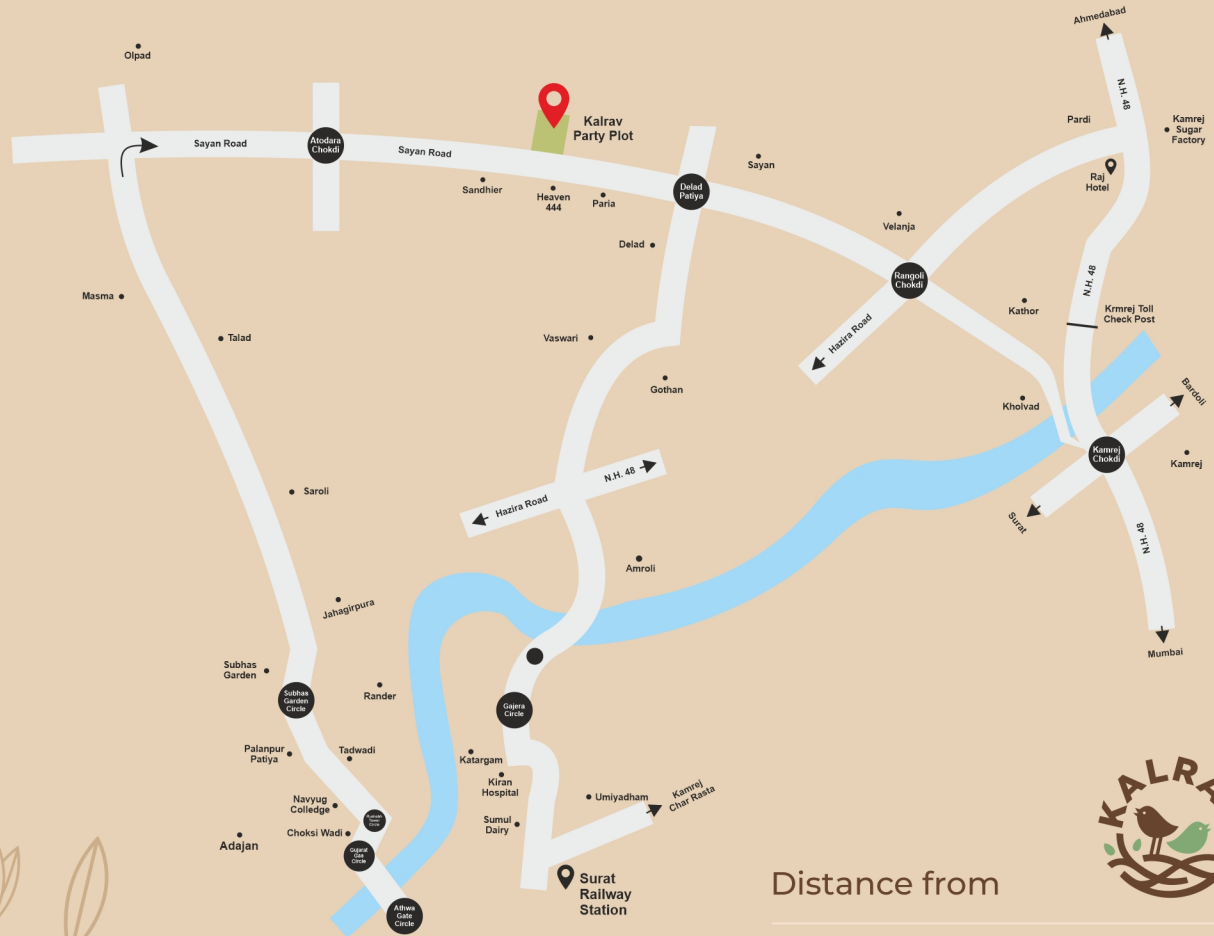 Ahmedabad
Olpad
N.H. 48
Kalrav
Party Plot
Pardi
Kamrej
Sugar
Factory
Sayan Road
Atodara
Chokdi
Sayan Road
Sayan
Raj
Hotel
Sandhier
Heaven
444
Paria
Delad
Patiya
Velanja
Delad
Rangoli
Chokdi
N.H. 48
Masma
Kathor
Krmrej Toll
Check Post
Talad
Vaswari
Hazira Road
Gothan
Bardoli
Kholvad
Kamrej
Chokdi
Kamrej
N.H. 48
Hazira Road
Saroli
Surat
N.H. 48
Amroli
Jahagirpura
Mumbai
Subhas
Garden
Rander
Subhas
Garden
Circle
Gajera
Circle
Palanpur
Patiya
Tadwadi
Katargam
Kiran
Hospital
Kamrej
Char Rasta
Umiyadham
Navyug
Colledge
Sumul
Dairy
Choksi Wadi
Adajan
Gujarat
Gas
Circle
Surat
Railway
Station
Athwa
Gate
Circle
KALRA
Distance from